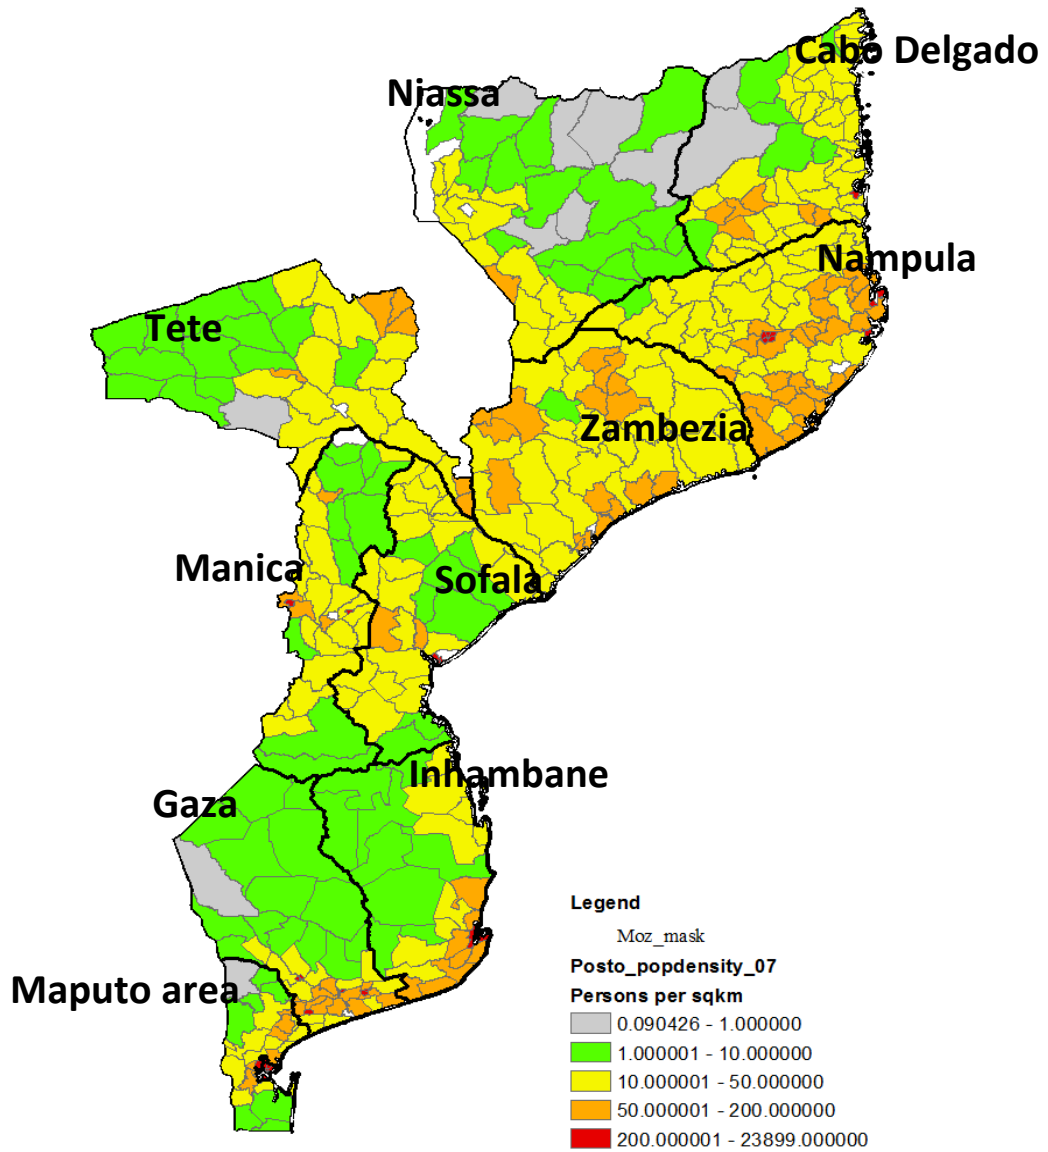 Cabo Delgado
Niassa
Nampula
Tete
Zambezia
Manica
Sofala
Inhambane
Gaza
Maputo area
Legend
Moz_mask
Posto_popdensity_07
Persons per sqkm
0.090426 - 1.000000
1.000001 - 10.000000
10.000001 - 50.000000
50.000001 - 200.000000
200.000001 - 23899.000000